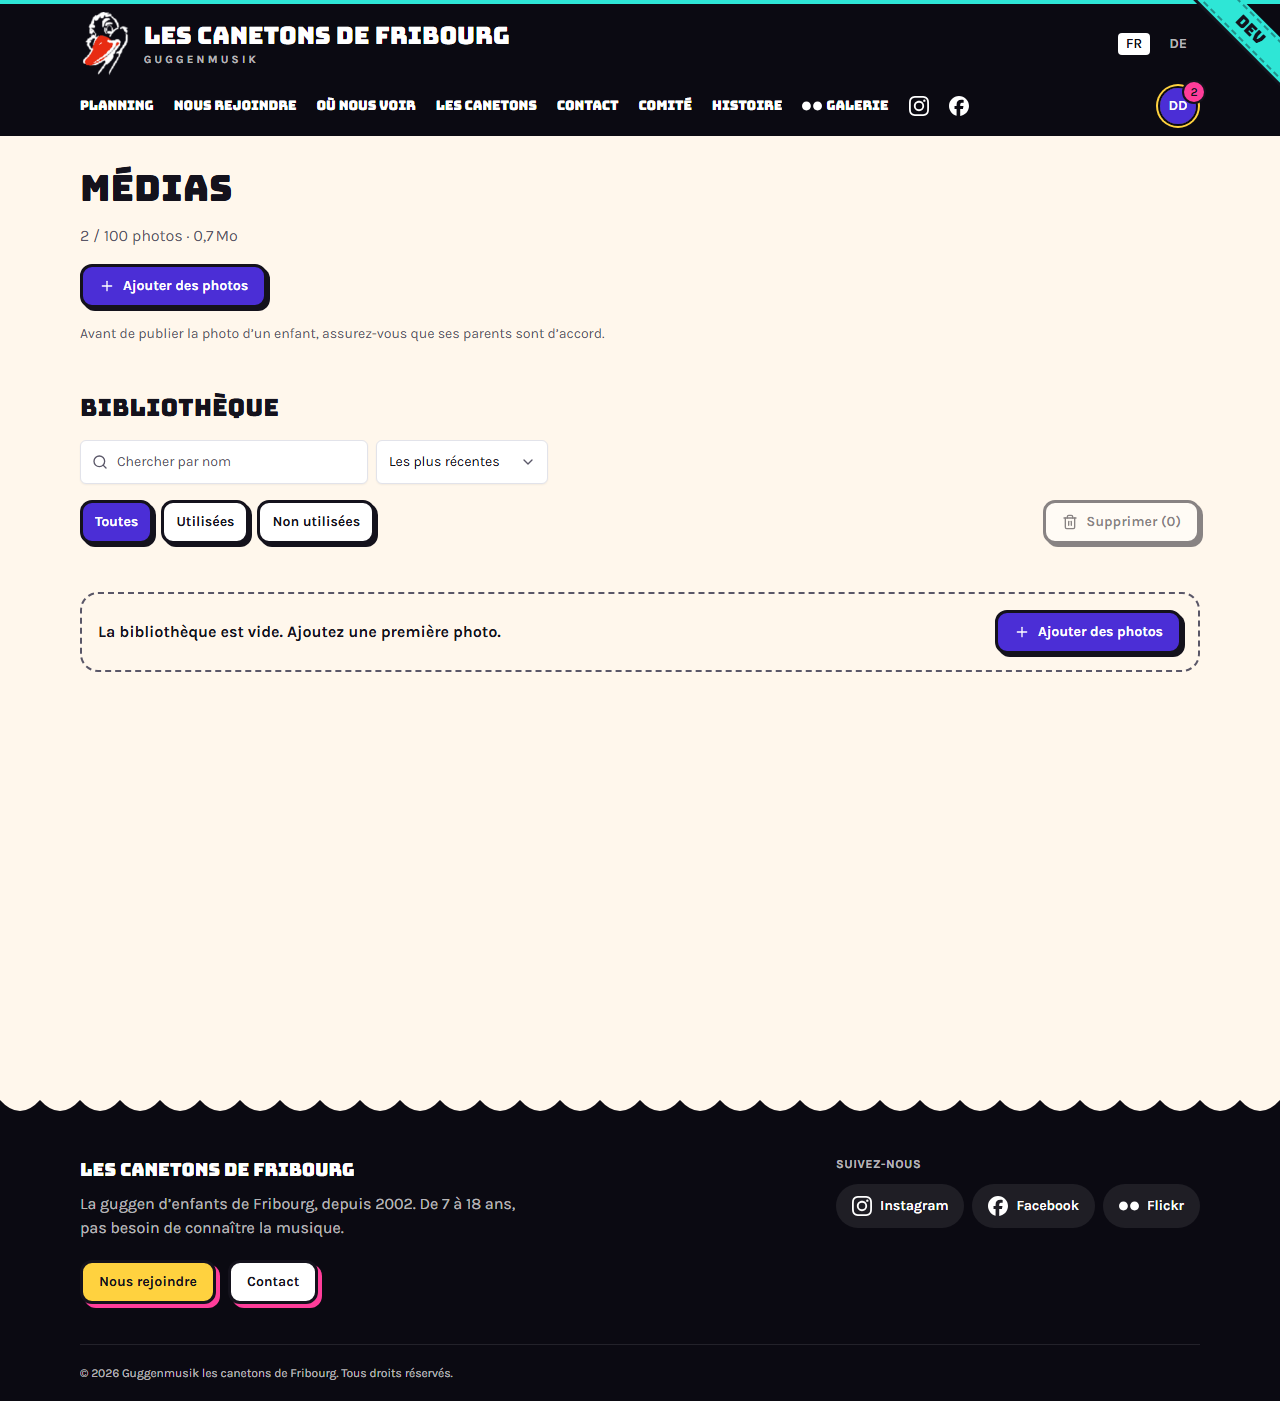 DEV
LES CANETONS DE FRIBOURG
GUGGENMUSIK
FR DE
PLANNING NOUS REJOINDRE OÙ NOUS VOIR LES CANETONS CONTACT COMITÉ HISTOIRE GALERIE
DD 2
MÉDIAS
2 / 100 photos · 0,7 Mo
Ajouter des photos
Avant de publier la photo d’un enfant, assurez-vous que ses parents sont d’accord.
BIBLIOTHÈQUE
Chercher par nom
Les plus récentes
Toutes Utilisées Non utilisées
Supprimer (0)
La bibliothèque est vide. Ajoutez une première photo.
Ajouter des photos
LES CANETONS DE FRIBOURG
La guggen d’enfants de Fribourg, depuis 2002. De 7 à 18 ans,
pas besoin de connaître la musique.
Nous rejoindre Contact
SUIVEZ-NOUS
Instagram Facebook Flickr
© 2026 Guggenmusik les canetons de Fribourg. Tous droits réservés.